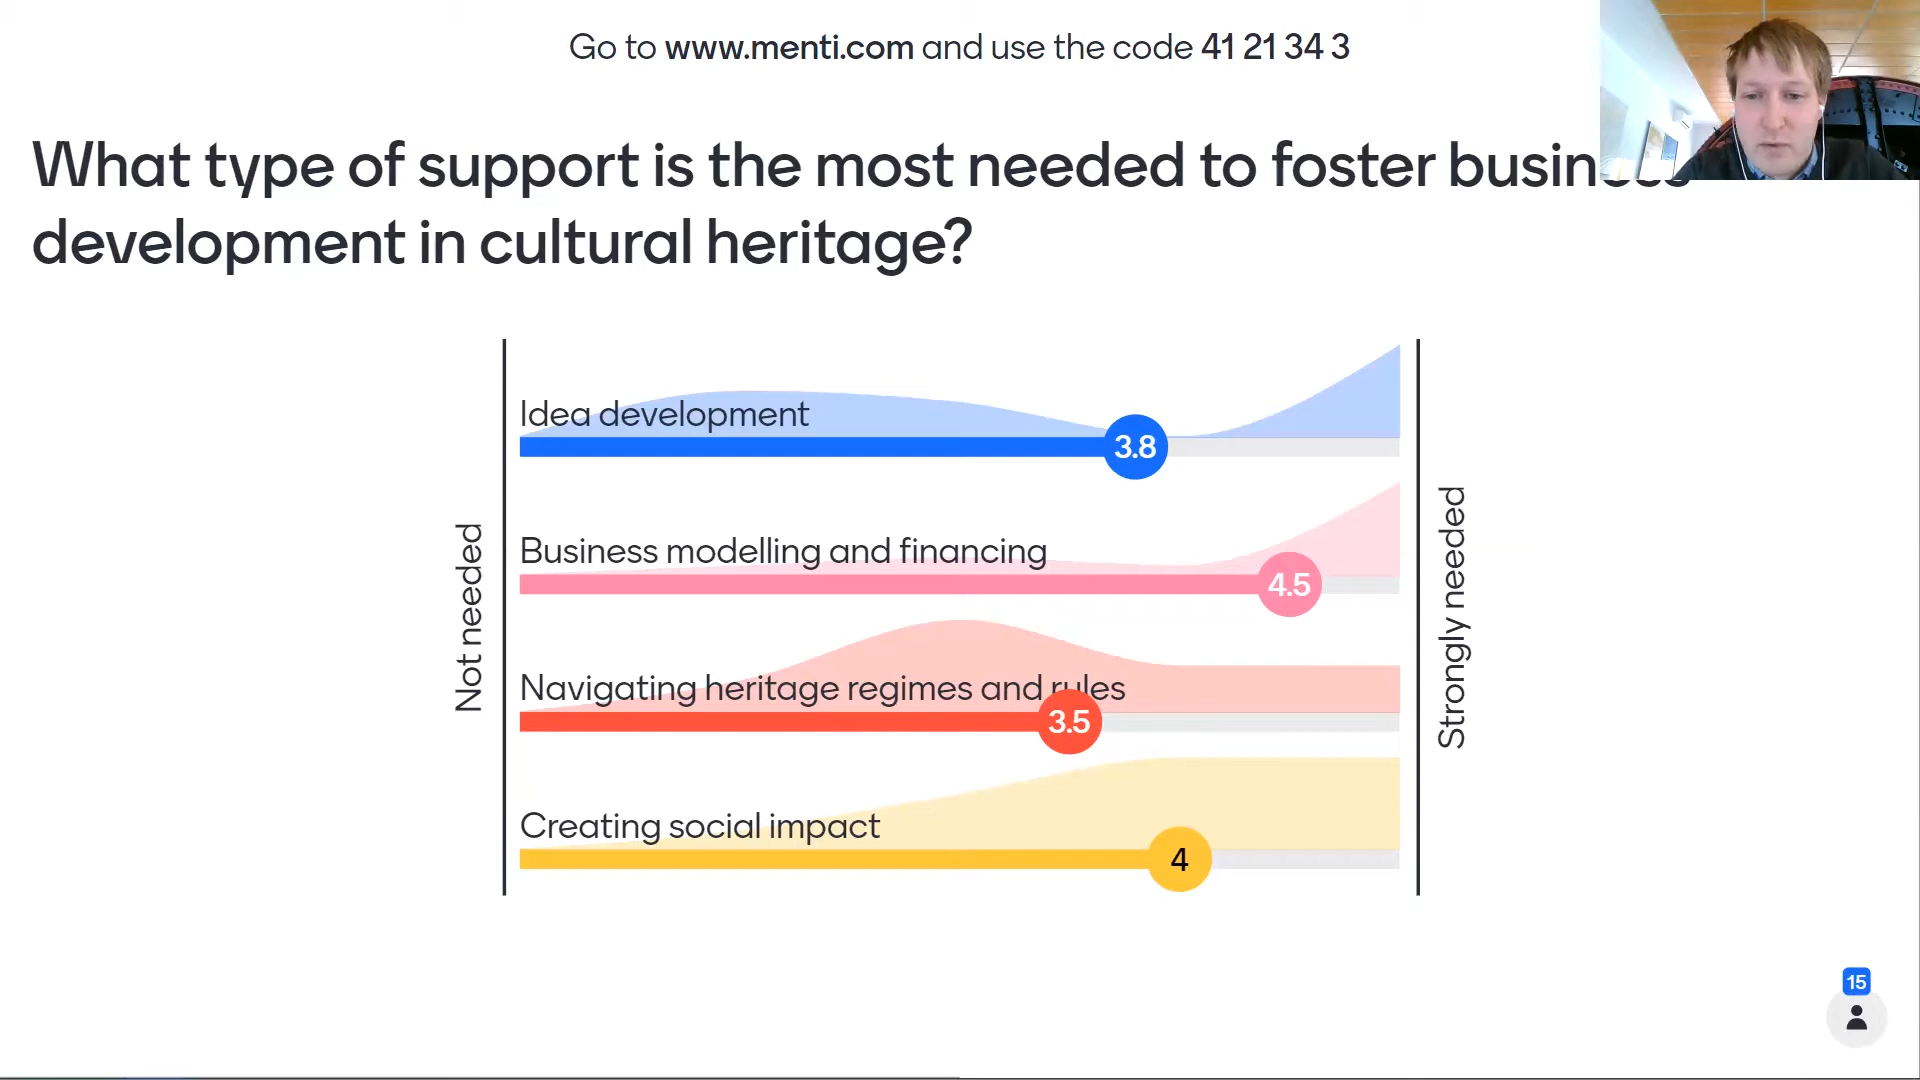 Go to www.menti.com and use the code 41 21 34 3
What type of support is the most needed to foster
development in cultural heritage?
Not needed
Idea development
3.8
Business modelling and financing
4.5
Navigating heritage regimes and rules
3.5
Creating social impact
4
Strongly needed
15